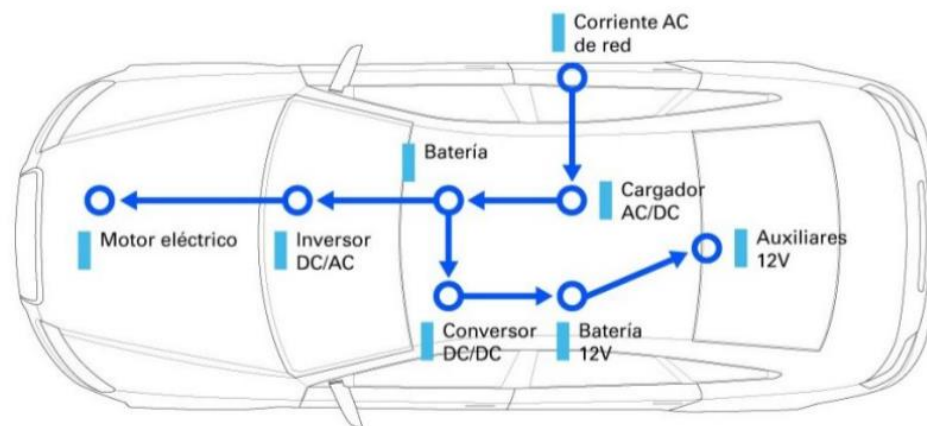 Corriente AC
de red
Batería
Cargador
AC/DC
Motor eléctrico
Inversor
DC/AC
Auxiliares
12V
Conversor
DC/DC
Batería
12V